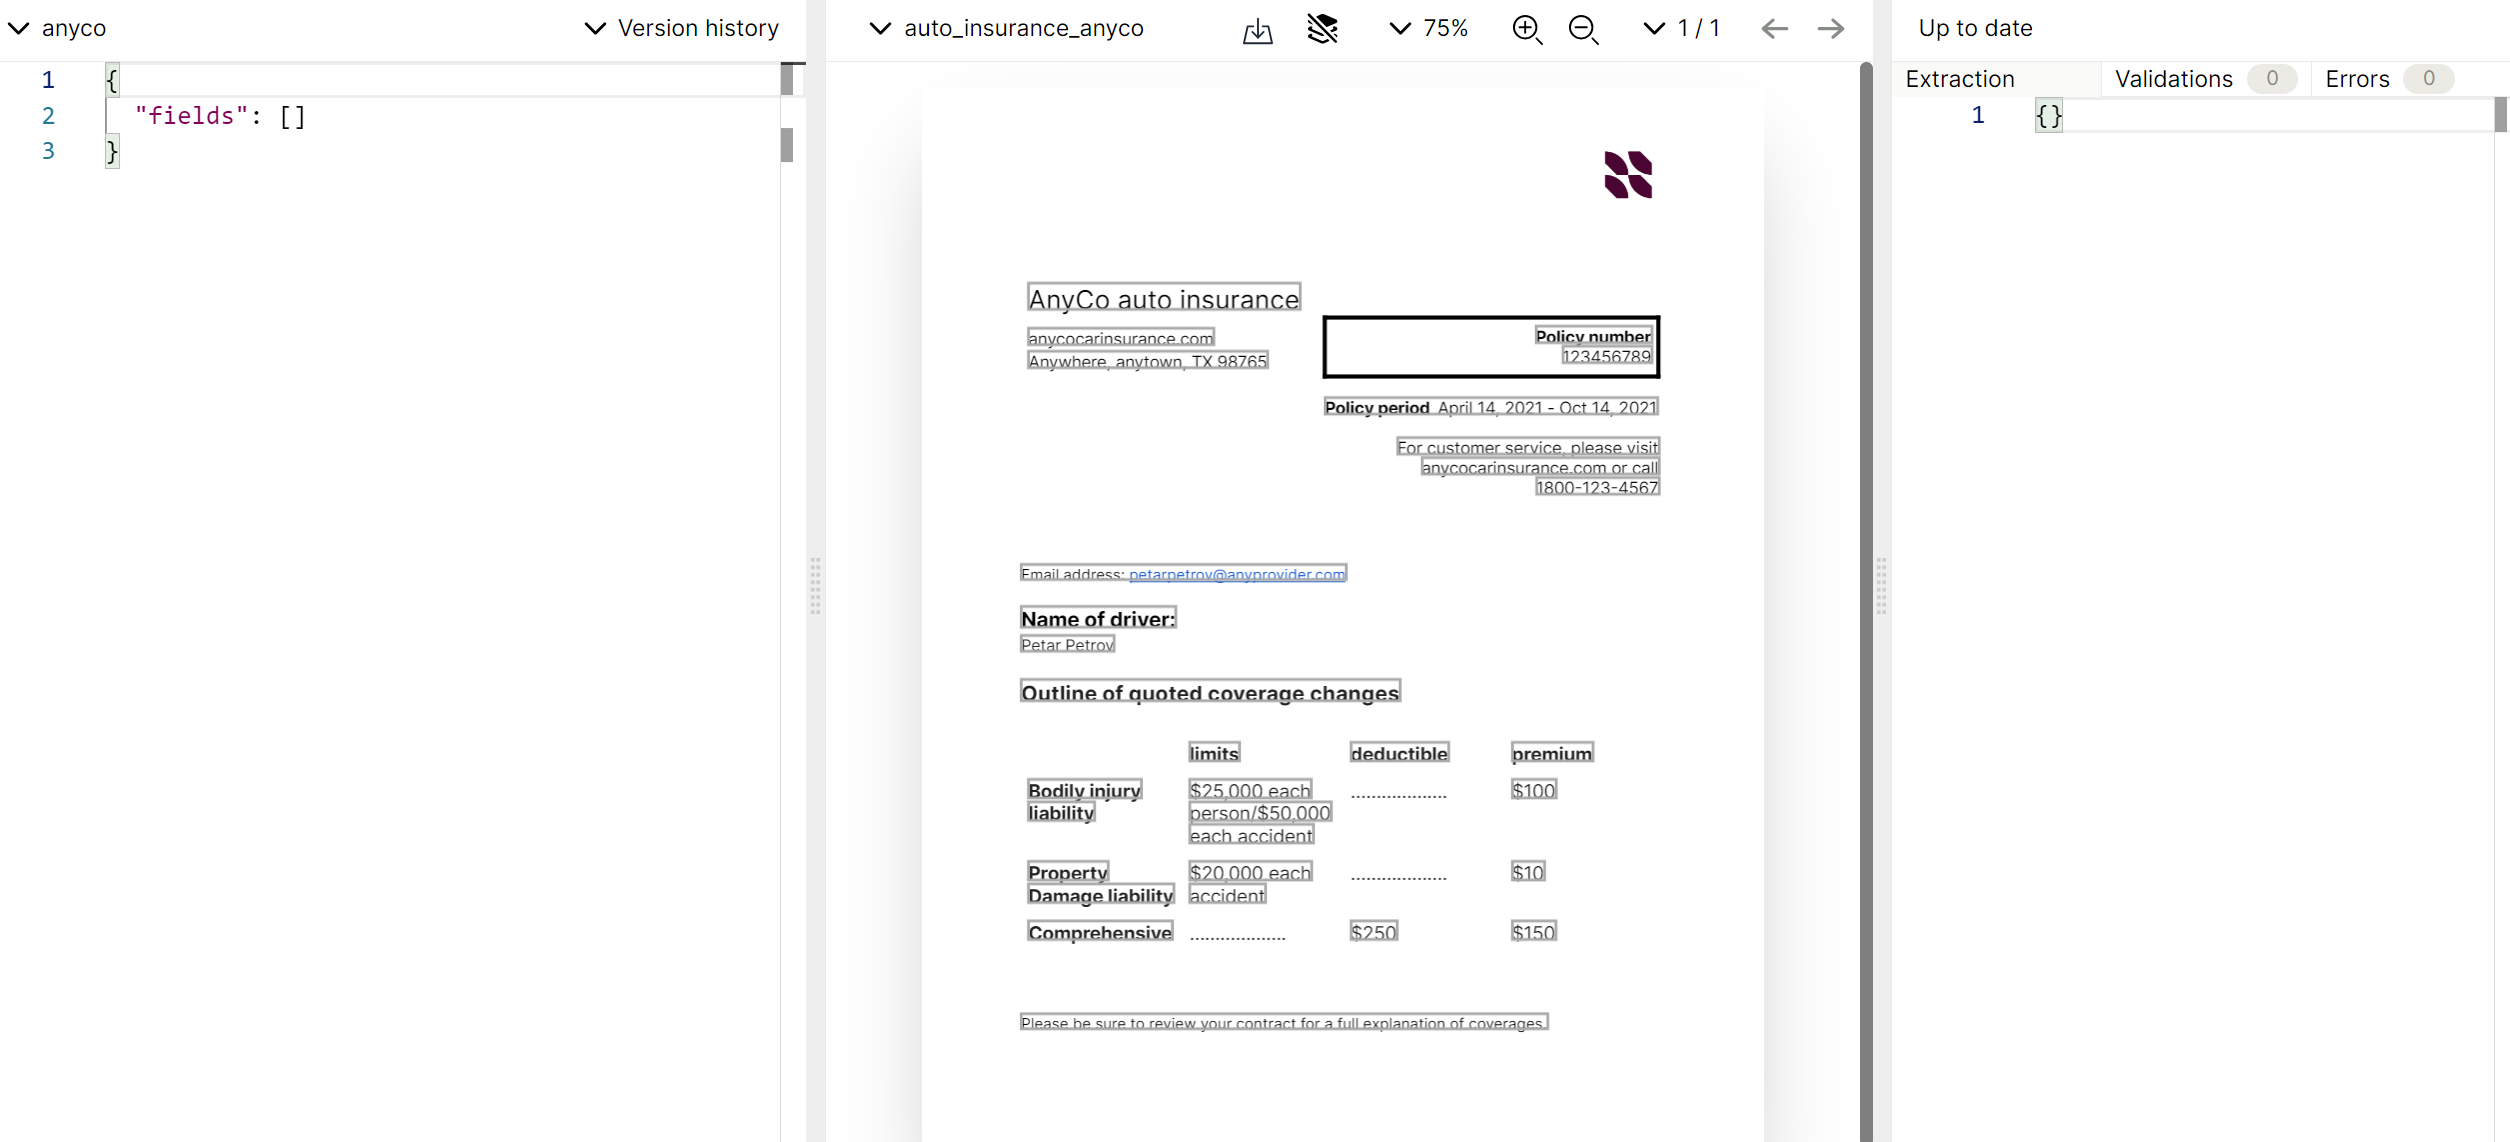 anyco
Version history
1 {
2 "fields": []
3 }
auto_insurance_anyco
75%
1 / 1
AnyCo auto insurance
anycocarinsurance.com
Anywhere, anytown, TX 98765
Policy number
123456789
Policy period April 14, 2021 - Oct 14, 2021
For customer service, please visit
anycocarinsurance.com or call
1800-123-4567
Email address: petarpetrov@anyprovider.com
Name of driver:
Petar Petrov
Outline of quoted coverage changes
limits deductible premium
Bodily injury $25,000 each ................... $100
liability person/$50,000
each accident
Property $20,000 each ................... $10
Damage liability accident
Comprehensive ................... $250 $150
Please be sure to review your contract for a full explanation of coverages.
Up to date
Extraction Validations 0 Errors 0
1 {}